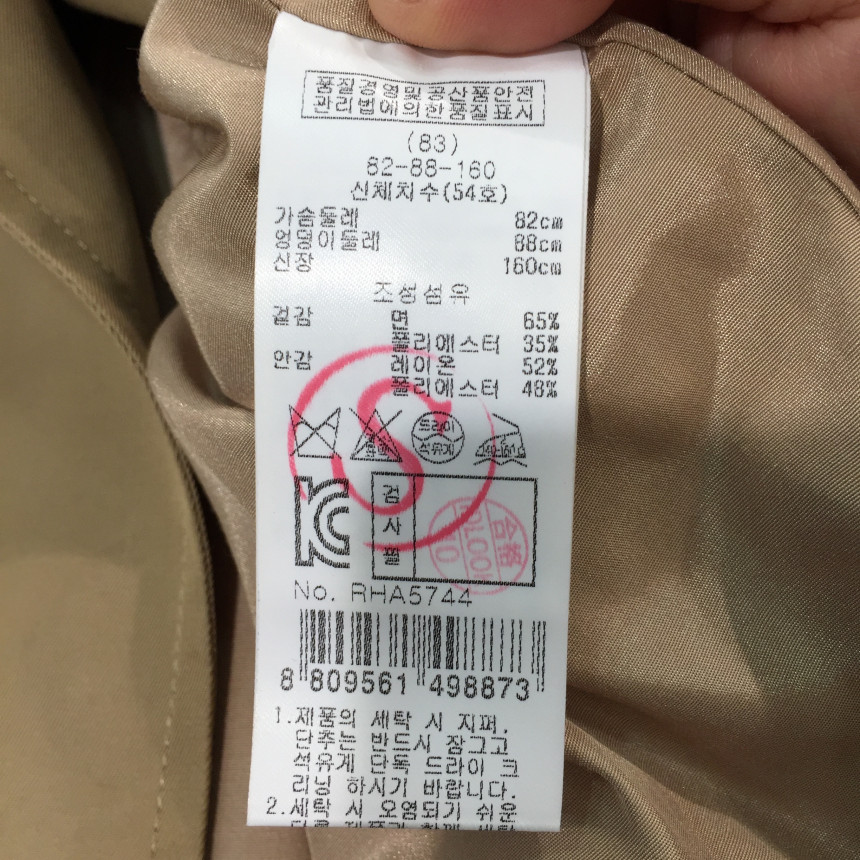 품질경영및공산품안전
관리법에의한품질표시
(83)
82-88-160
신체치수(54호)
가슴둘레 82cm
엉덩이둘레 88cm
신장 160cm
조성섬유
겉감 면 65%
폴리에스터 35%
안감 레이온 52%
폴리에스터 48%
드라이
석유계
S
검
사
필
合格
No. RHA5744
8 809561 498873
1.제품의 세탁 시 지퍼,
단추는 반드시 잠그고
석유계 단독 드라이 크
리닝 하시기 바랍니다.
2.세탁 시 오염되기 쉬운